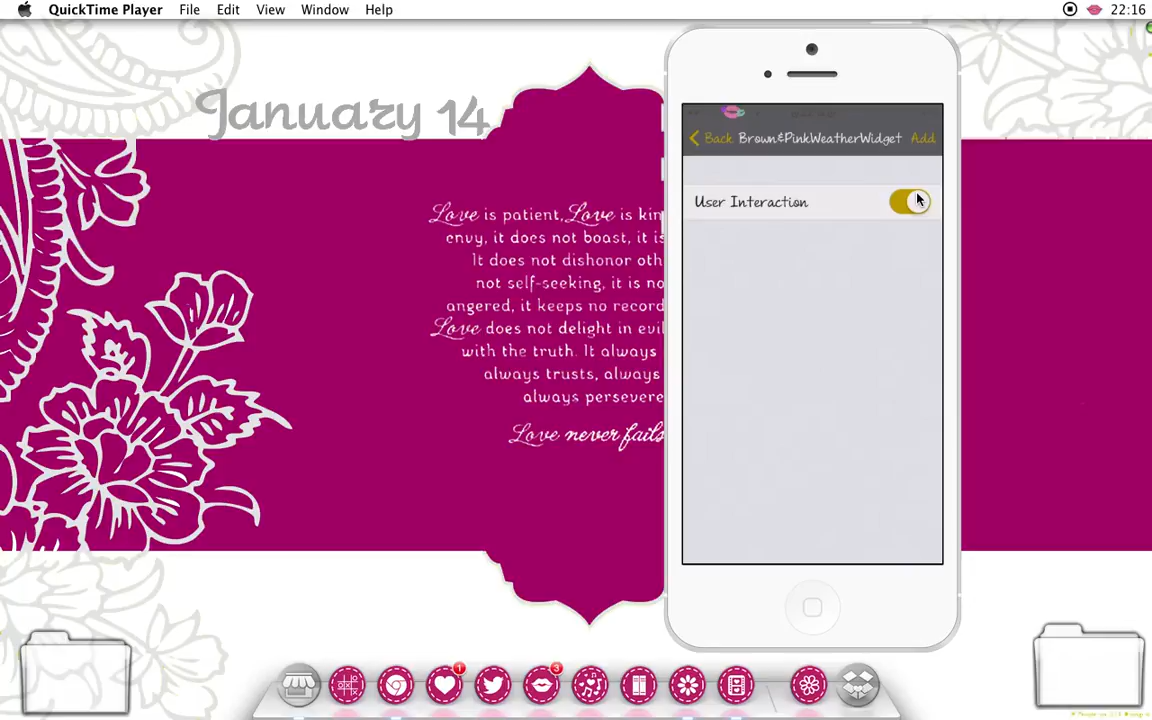 QuickTime Player File Edit View Window Help 22:16
January 14
Back Brown&PinkWeatherWidget Add
User Interaction
Love is patient, Love is kin
envy, it does not boast, it is
It does not dishonor oth
not self-seeking, it is no
angered, it keeps no record
Love does not delight in evil
with the truth. It always
always trusts, always
always persevere
Love never fails
1
3